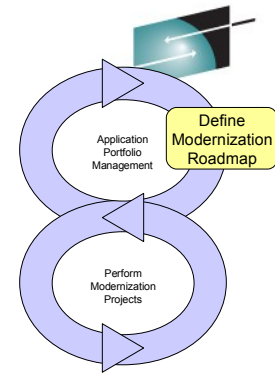 Define
Modernization
Roadmap
Application
Portfolio
Management
Perform
Modernization
Projects